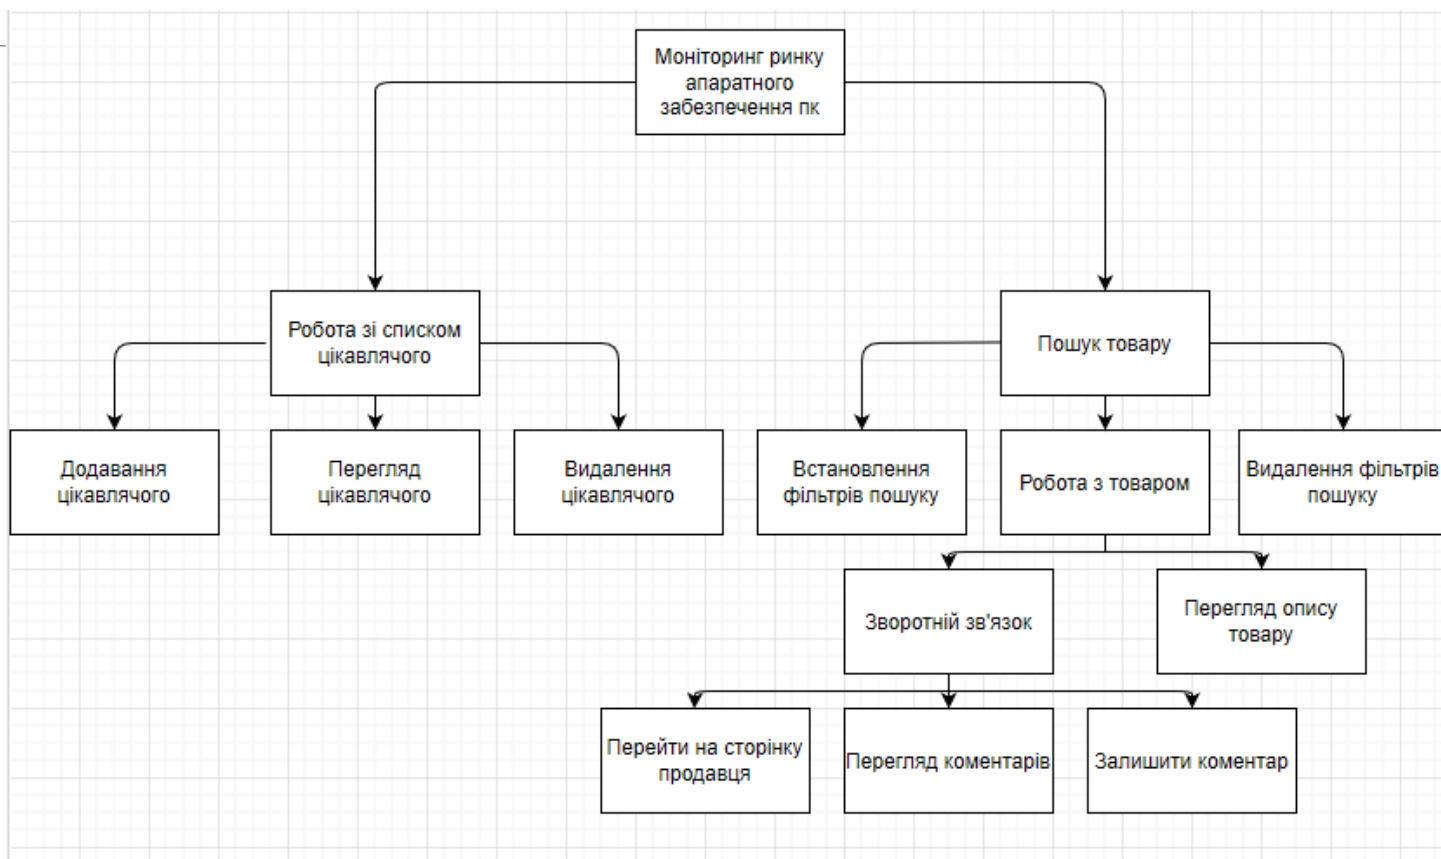 Моніторинг ринку
апаратного
забезпечення пк
Робота зі списком
цікавлячого
Пошук товару
Додавання
цікавлячого
Перегляд
цікавлячого
Видалення
цікавлячого
Встановлення
фільтрів пошуку
Робота з товаром
Видалення фільтрів
пошуку
Зворотній зв'язок
Перегляд опису
товару
Перейти на сторінку
продавця
Перегляд коментарів
Залишити коментар